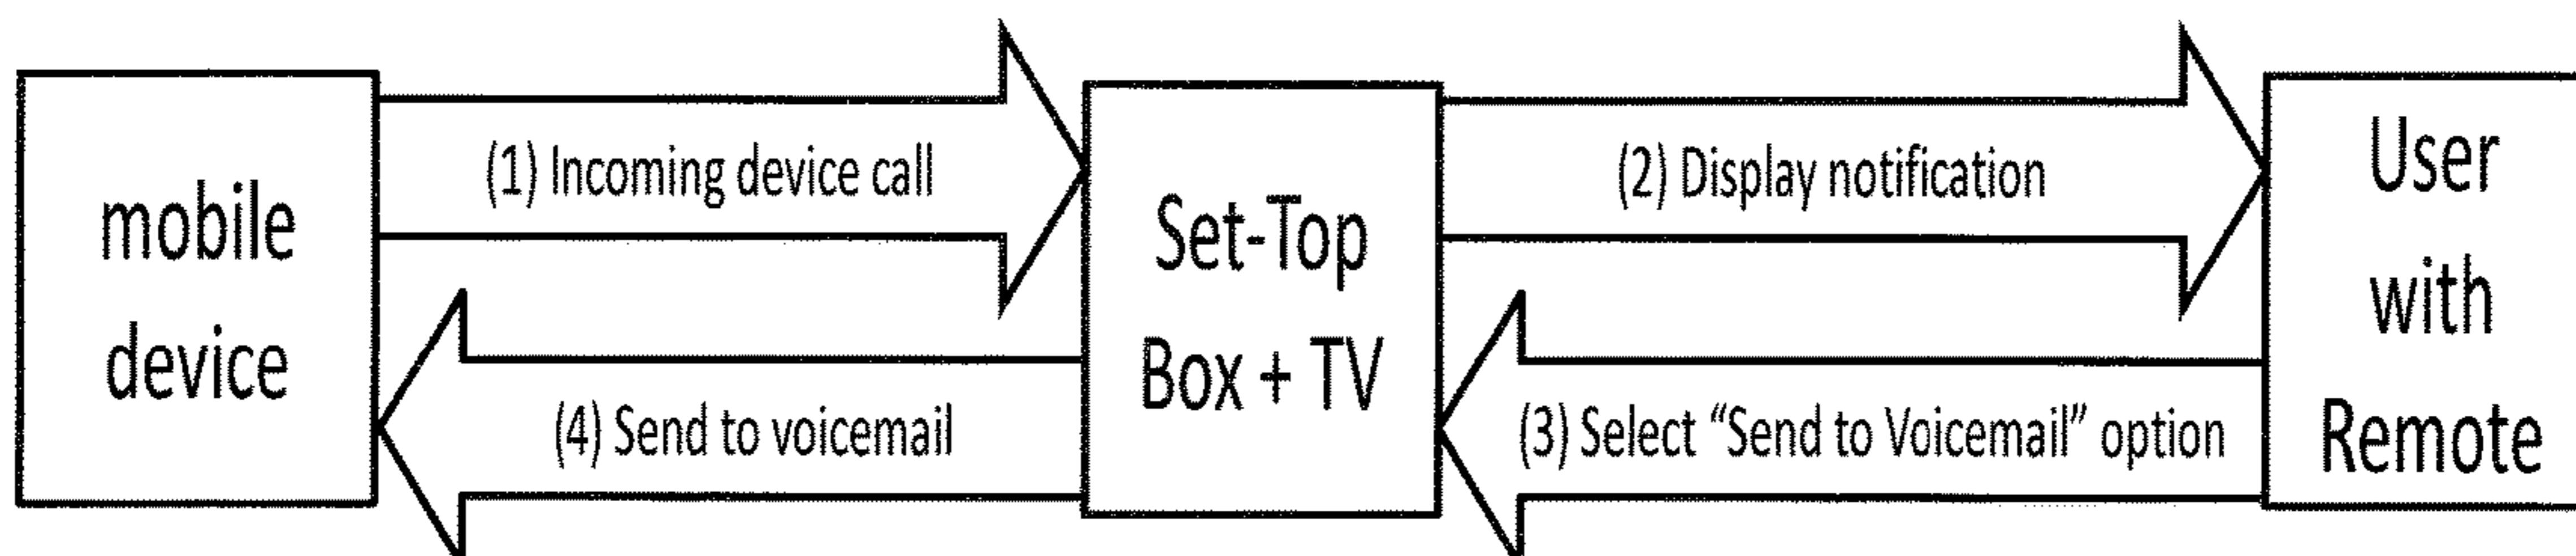 mobile
device
(1) Incoming device call
(4) Send to voicemail
Set-Top
Box + TV
(2) Display notification
(3) Select “Send to Voicemail” option
User
with
Remote